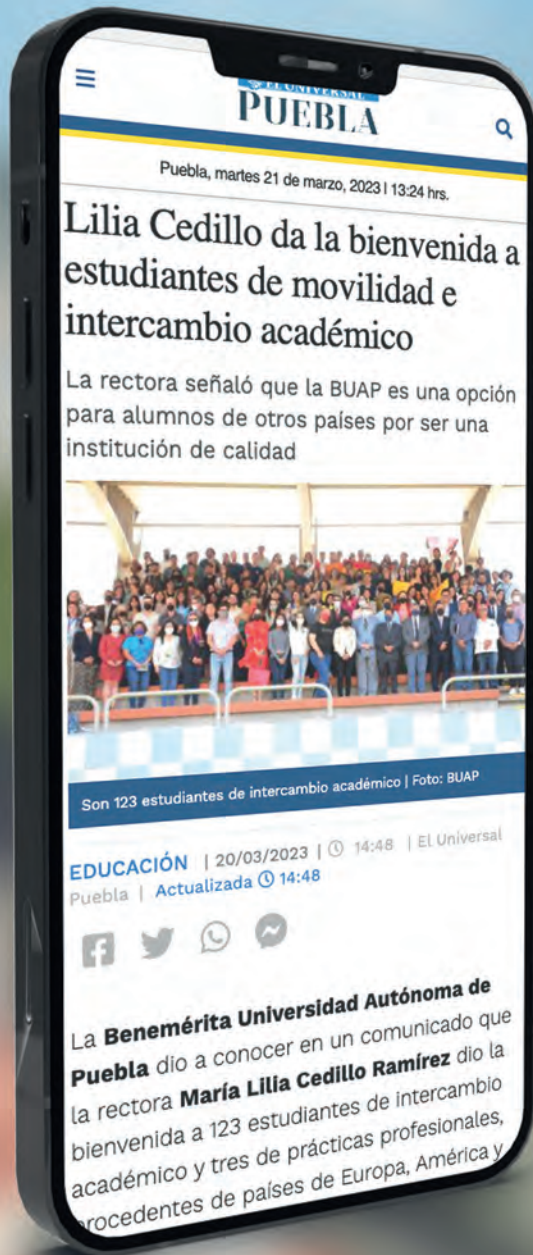 EL UNIVERSAL
PUEBLA
Puebla, martes 21 de marzo, 2023 | 13:24 hrs.
Lilia Cedillo da la bienvenida a
estudiantes de movilidad e
intercambio académico
La rectora señaló que la BUAP es una opción
para alumnos de otros países por ser una
institución de calidad
Son 123 estudiantes de intercambio académico | Foto: BUAP
EDUCACIÓN | 20/03/2023 | 14:48 | El Universal
Puebla | Actualizada 14:48
La Benemérita Universidad Autónoma de
Puebla dio a conocer en un comunicado que
la rectora María Lilia Cedillo Ramírez dio la
bienvenida a 123 estudiantes de intercambio
académico y tres de prácticas profesionales,
procedentes de países de Europa, América y